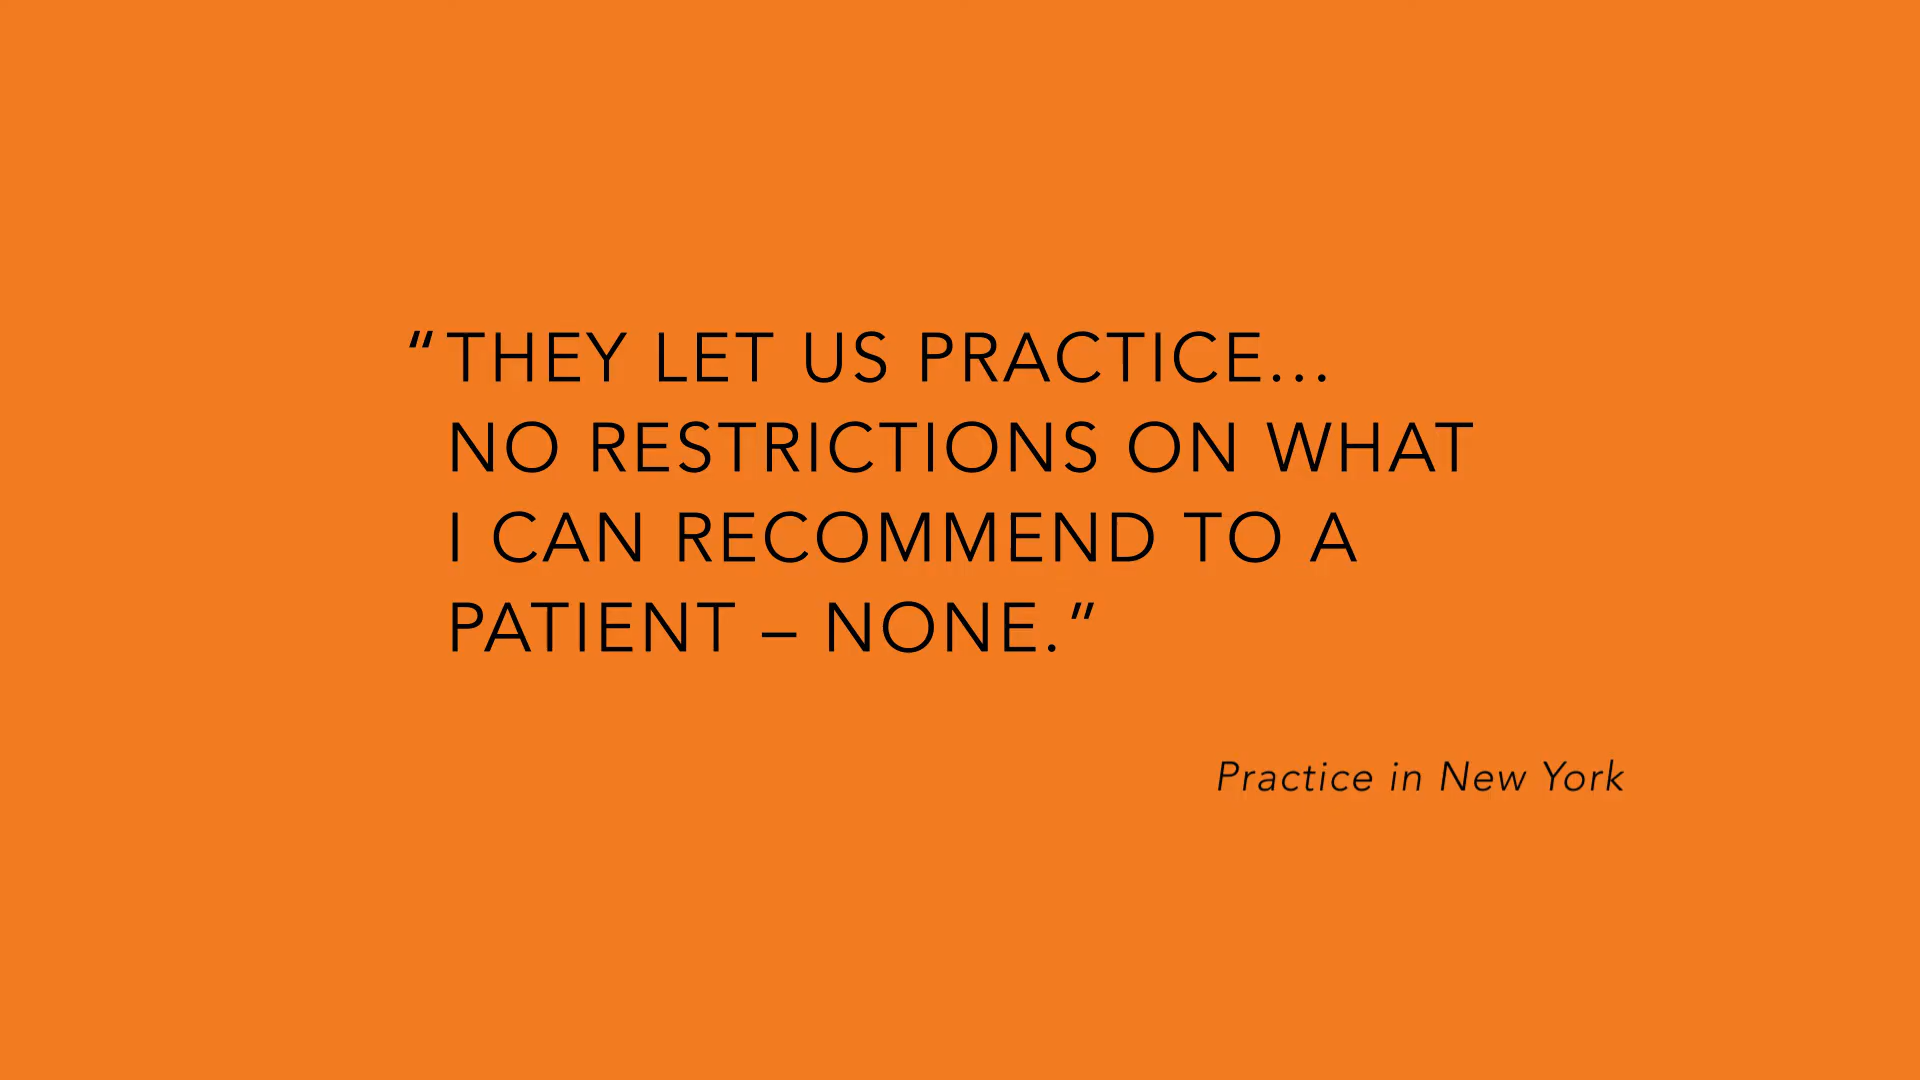 “THEY LET US PRACTICE...
NO RESTRICTIONS ON WHAT
I CAN RECOMMEND TO A
PATIENT – NONE.”
Practice in New York